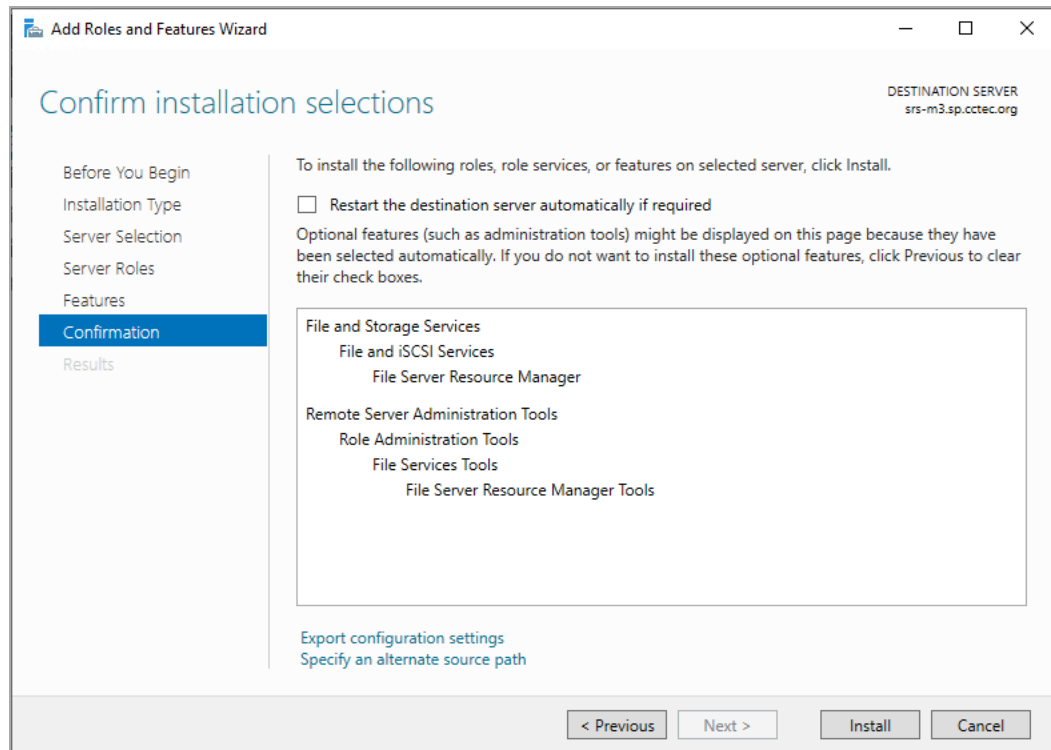 Add Roles and Features Wizard
Confirm installation selections
DESTINATION SERVER
srs-m3.sp.cctec.org
Before You Begin
Installation Type
Server Selection
Server Roles
Features
Confirmation
Results
To install the following roles, role services, or features on selected server, click Install.
Restart the destination server automatically if required
Optional features (such as administration tools) might be displayed on this page because they have
been selected automatically. If you do not want to install these optional features, click Previous to clear
their check boxes.
File and Storage Services
File and iSCSI Services
File Server Resource Manager
Remote Server Administration Tools
Role Administration Tools
File Services Tools
File Server Resource Manager Tools
Export configuration settings
Specify an alternate source path
< Previous
Next >
Install
Cancel